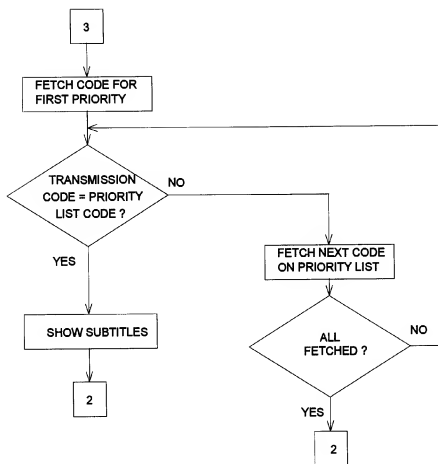 3
FETCH CODE FOR
FIRST PRIORITY
TRANSMISSION
CODE = PRIORITY
LIST CODE ?
NO
YES
FETCH NEXT CODE
ON PRIORITY LIST
SHOW SUBTITLES
ALL
FETCHED ?
NO
YES
2
2